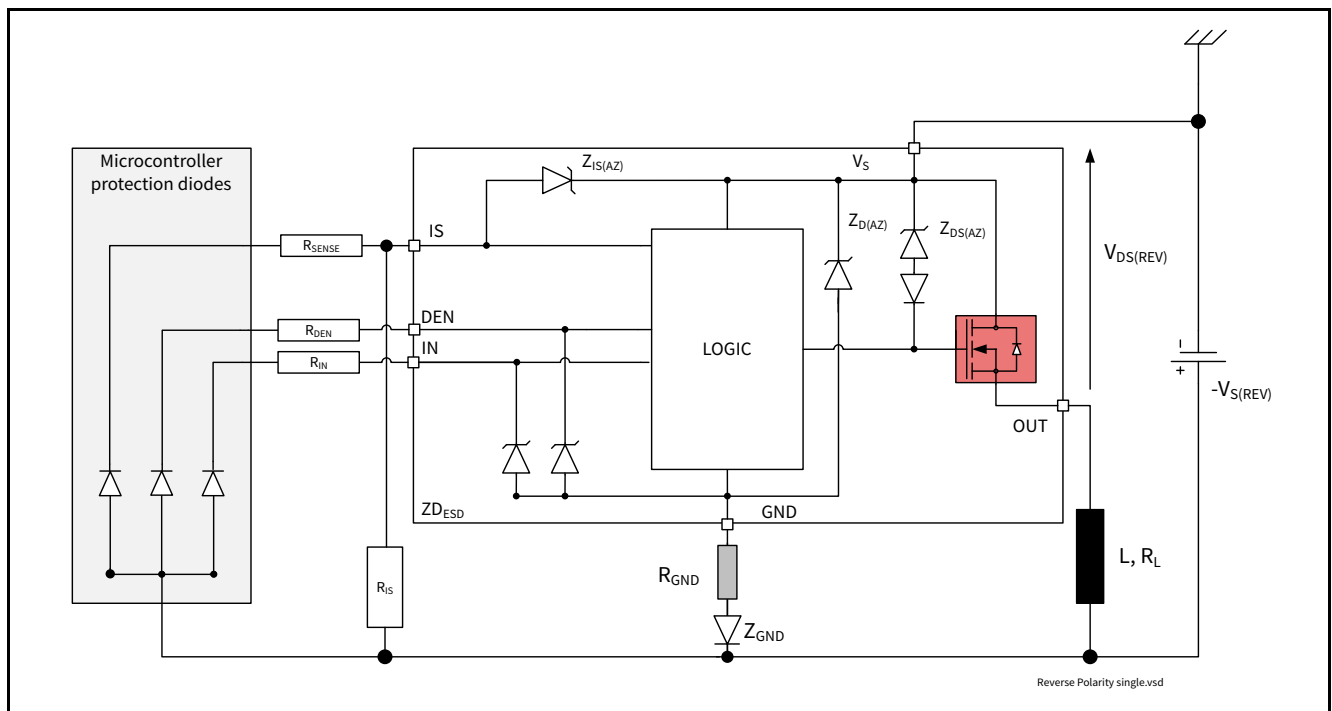 Microcontroller
protection diodes
Z_IS(AZ)
V_S
Z_D(AZ)
Z_DS(AZ)
V_DS(REV)
IS
R_SENSE
DEN
R_DEN
IN
R_IN
LOGIC
-
+
-V_S(REV)
OUT
ZD_ESD
GND
R_GND
L, R_L
R_IS
Z_GND
Reverse Polarity single.vsd